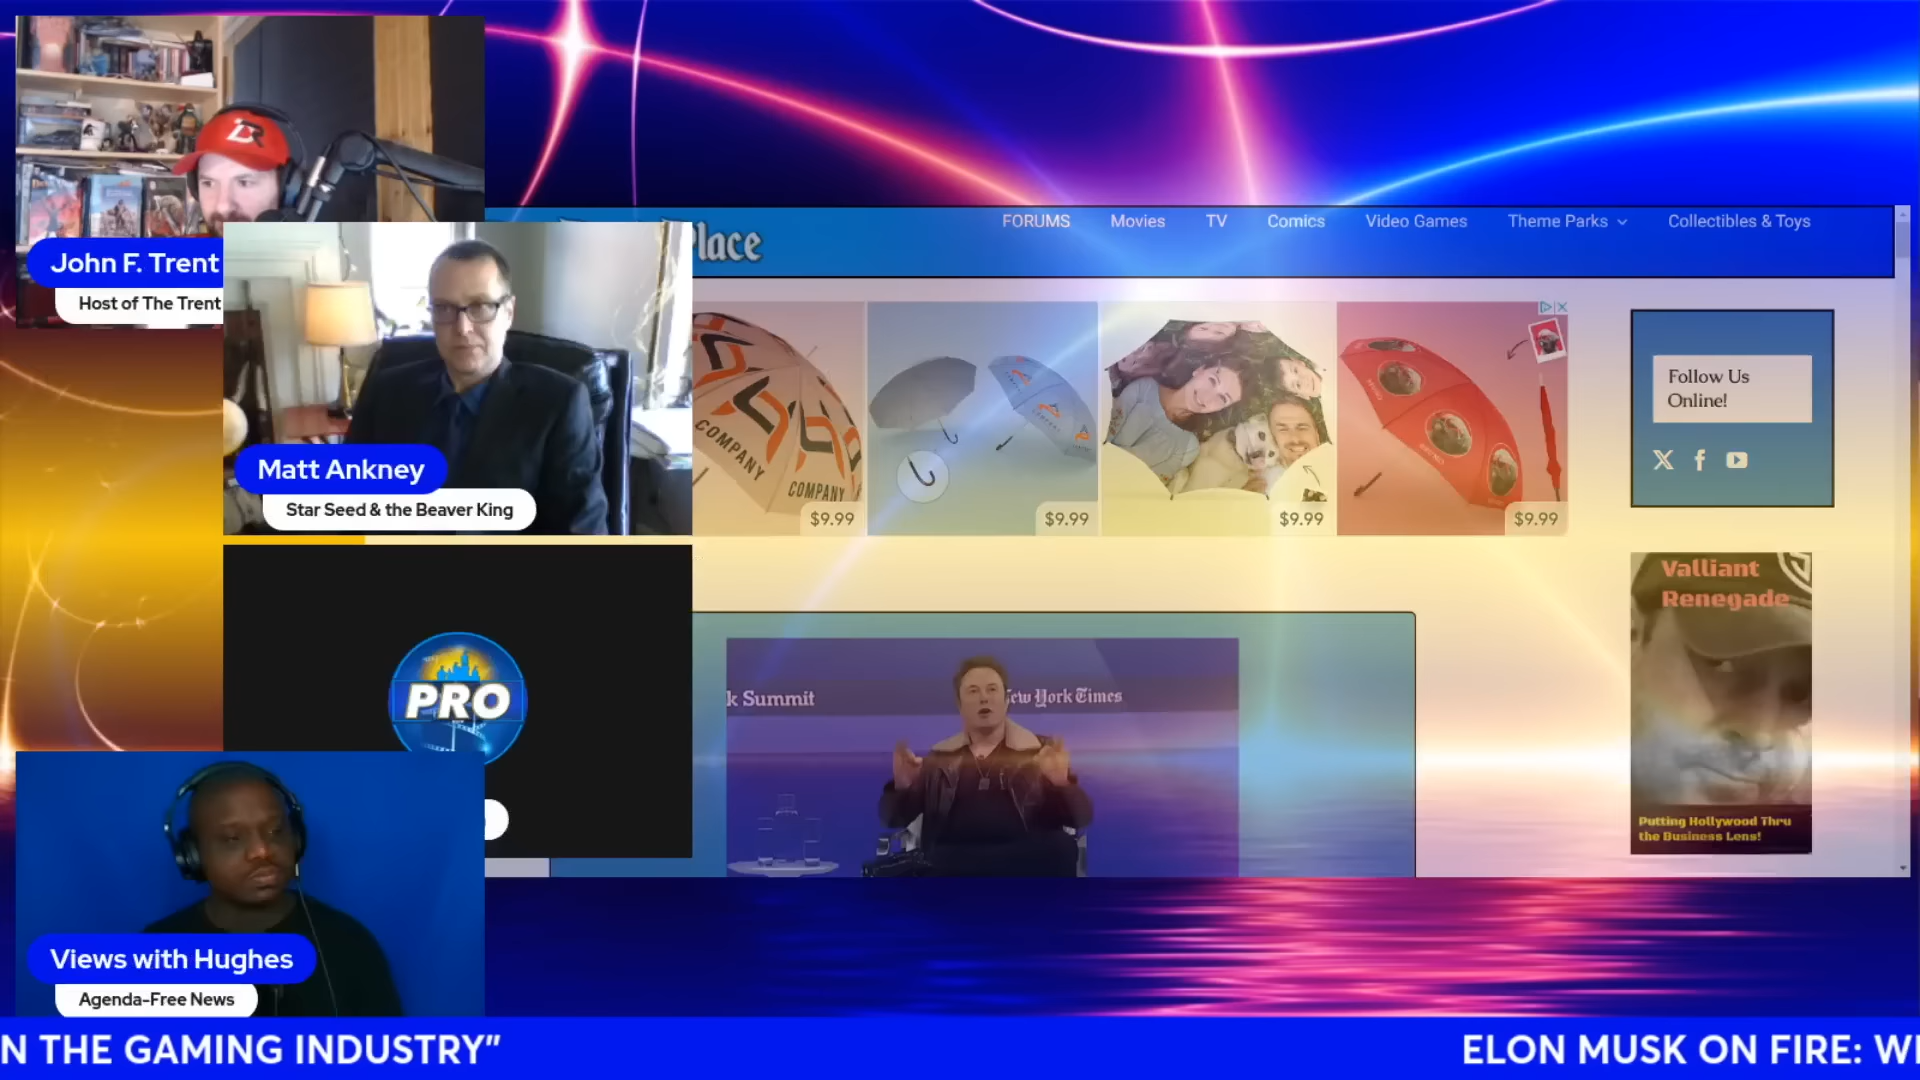 John F. Trent
Host of The Trent
Matt Ankney
Star Seed & the Beaver King
PRO
Views with Hughes
Agenda-Free News
Place
FORUMS
Movies
TV
Comics
Video Games
Theme Parks
Collectibles & Toys
COMPANY
COMPANY
$9.99
$9.99
$9.99
$9.99
Follow Us
Online!
Valliant
Renegade
Putting Hollywood Thru
the Business Lens!
k Summit
New York Times
N THE GAMING INDUSTRY”
ELON MUSK ON FIRE: W